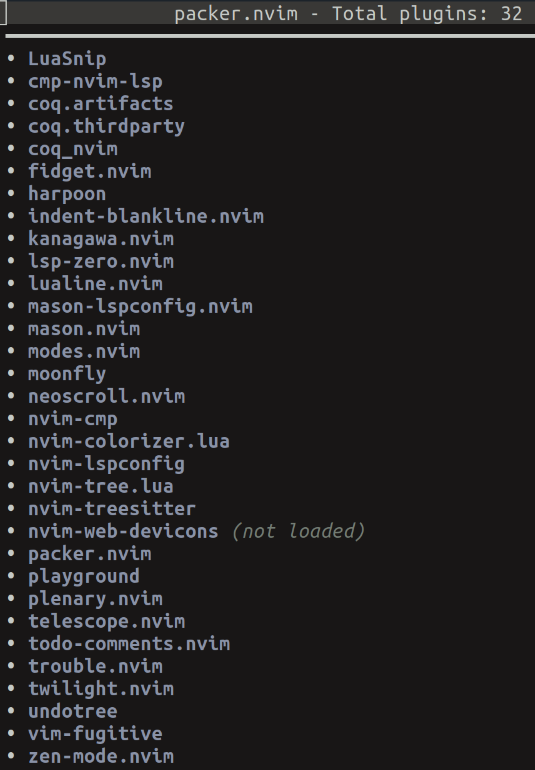 packer.nvim - Total plugins: 32
• LuaSnip
• cmp-nvim-lsp
• coq.artifacts
• coq.thirdparty
• coq_nvim
• fidget.nvim
• harpoon
• indent-blankline.nvim
• kanagawa.nvim
• lsp-zero.nvim
• lualine.nvim
• mason-lspconfig.nvim
• mason.nvim
• modes.nvim
• moonfly
• neoscroll.nvim
• nvim-cmp
• nvim-colorizer.lua
• nvim-lspconfig
• nvim-tree.lua
• nvim-treesitter
• nvim-web-devicons (not loaded)
• packer.nvim
• playground
• plenary.nvim
• telescope.nvim
• todo-comments.nvim
• trouble.nvim
• twilight.nvim
• undotree
• vim-fugitive
• zen-mode.nvim